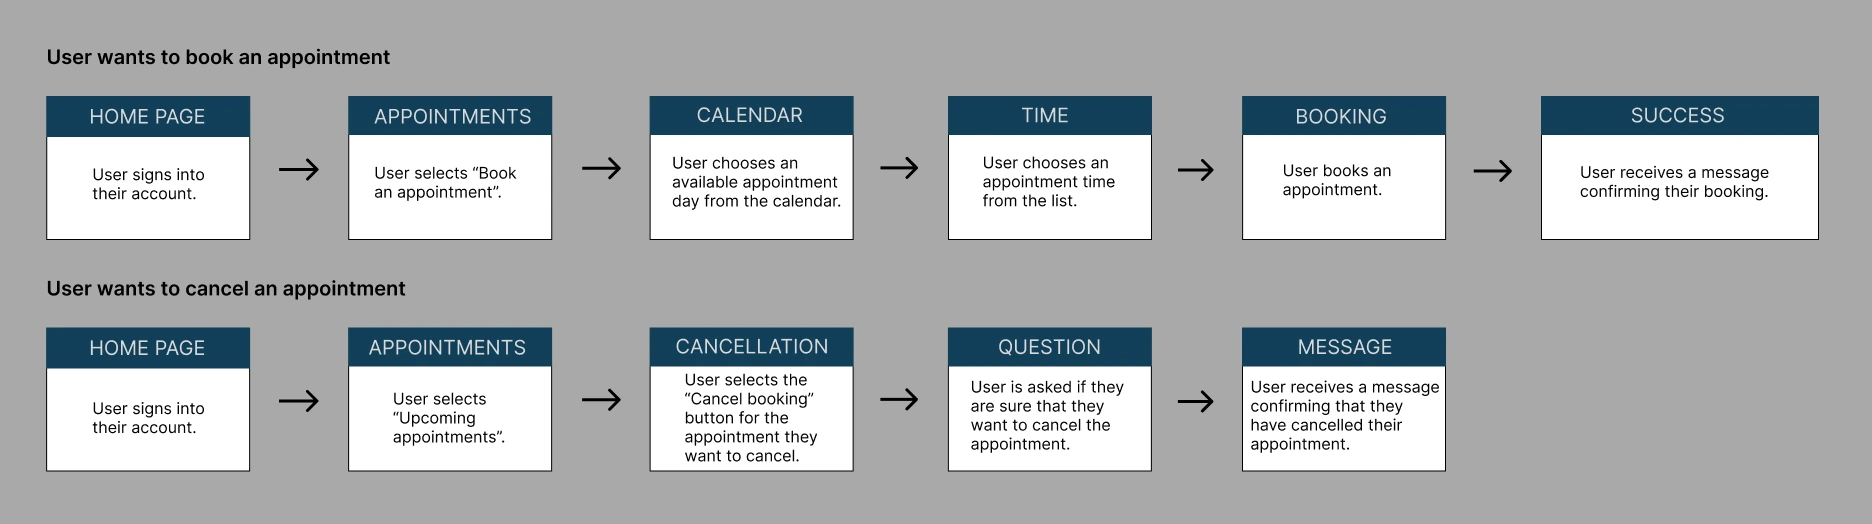 User wants to book an appointment
HOME PAGE
User signs into
their account.
APPOINTMENTS
User selects “Book
an appointment”.
CALENDAR
User chooses an
available appointment
day from the calendar.
TIME
User chooses an
appointment time
from the list.
BOOKING
User books an
appointment.
SUCCESS
User receives a message
confirming their booking.
User wants to cancel an appointment
HOME PAGE
User signs into
their account.
APPOINTMENTS
User selects
“Upcoming
appointments”.
CANCELLATION
User selects the
“Cancel booking”
button for the
appointment they
want to cancel.
QUESTION
User is asked if they
are sure that they
want to cancel the
appointment.
MESSAGE
User receives a message
confirming that they
have cancelled their
appointment.